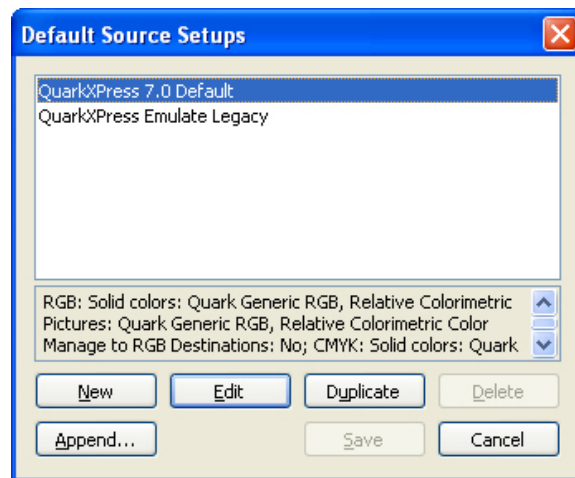 Default Source Setups
QuarkXPress 7.0 Default
QuarkXPress Emulate Legacy
RGB: Solid colors: Quark Generic RGB, Relative Colorimetric
Pictures: Quark Generic RGB, Relative Colorimetric Color
Manage to RGB Destinations: No; CMYK: Solid colors: Quark
New Edit Duplicate Delete
Append... Save Cancel